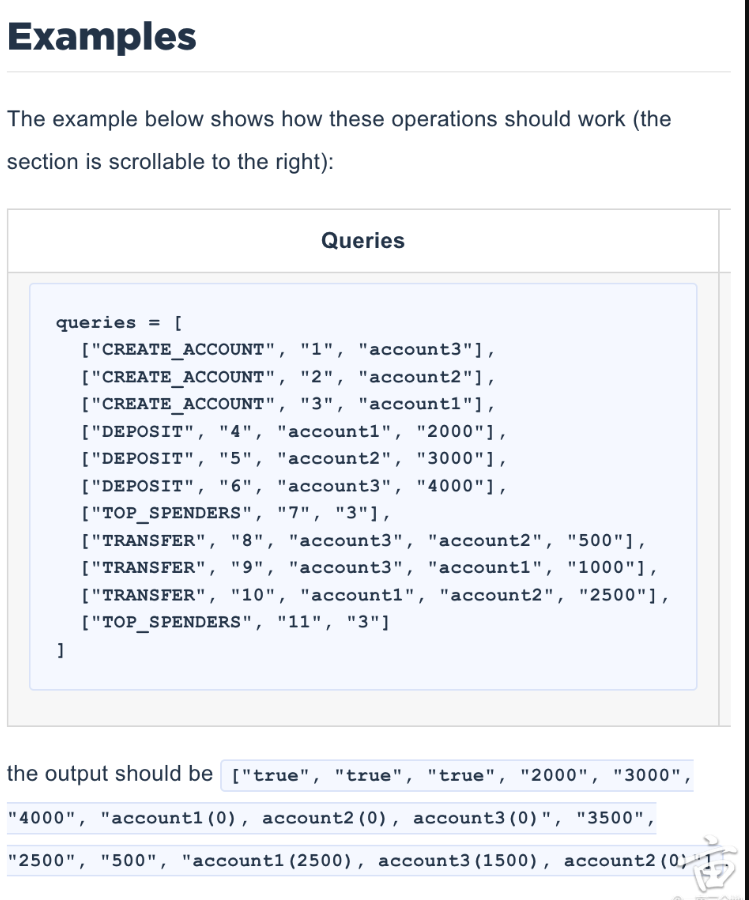 Examples
The example below shows how these operations should work (the
section is scrollable to the right):
Queries
queries = [
["CREATE_ACCOUNT", "1", "account3"],
["CREATE_ACCOUNT", "2", "account2"],
["CREATE_ACCOUNT", "3", "account1"],
["DEPOSIT", "4", "account1", "2000"],
["DEPOSIT", "5", "account2", "3000"],
["DEPOSIT", "6", "account3", "4000"],
["TOP_SPENDERS", "7", "3"],
["TRANSFER", "8", "account3", "account2", "500"],
["TRANSFER", "9", "account3", "account1", "1000"],
["TRANSFER", "10", "account1", "account2", "2500"],
["TOP_SPENDERS", "11", "3"]
]
the output should be ["true", "true", "true", "2000", "3000",
"4000", "account1(0), account2(0), account3(0)", "3500",
"2500", "500", "account1(2500), account3(1500), account2(0)"].